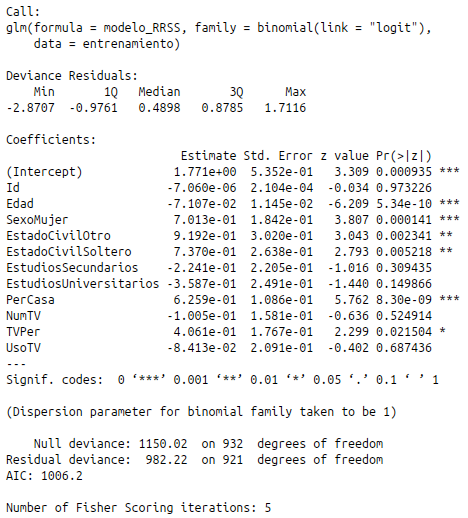 Call:
glm(formula = modelo_RRSS, family = binomial(link = "logit"),
    data = entrenamiento)

Deviance Residuals:
    Min      1Q  Median      3Q     Max
-2.8707 -0.9761  0.4898  0.8785  1.7116

Coefficients:
                        Estimate Std. Error z value Pr(>|z|)
(Intercept)            1.771e+00  5.352e-01   3.309 0.000935 ***
Id                    -7.060e-06  2.104e-04  -0.034 0.973226
Edad                  -7.107e-02  1.145e-02  -6.209 5.34e-10 ***
SexoMujer              7.013e-01  1.842e-01   3.807 0.000141 ***
EstadoCivilOtro        9.192e-01  3.020e-01   3.043 0.002341 **
EstadoCivilSoltero     7.370e-01  2.638e-01   2.793 0.005218 **
EstudiosSecundarios   -2.241e-01  2.205e-01  -1.016 0.309435
EstudiosUniversitarios -3.587e-01  2.491e-01  -1.440 0.149866
PerCasa                6.259e-01  1.086e-01   5.762 8.30e-09 ***
NumTV                 -1.005e-01  1.581e-01  -0.636 0.524914
TVPer                  4.061e-01  1.767e-01   2.299 0.021504 *
UsoTV                 -8.413e-02  2.091e-01  -0.402 0.687436
---
Signif. codes:  0 ‘***’ 0.001 ‘**’ 0.01 ‘*’ 0.05 ‘.’ 0.1 ‘ ’ 1

(Dispersion parameter for binomial family taken to be 1)

    Null deviance: 1150.02  on 932  degrees of freedom
Residual deviance:  982.22  on 921  degrees of freedom
AIC: 1006.2

Number of Fisher Scoring iterations: 5